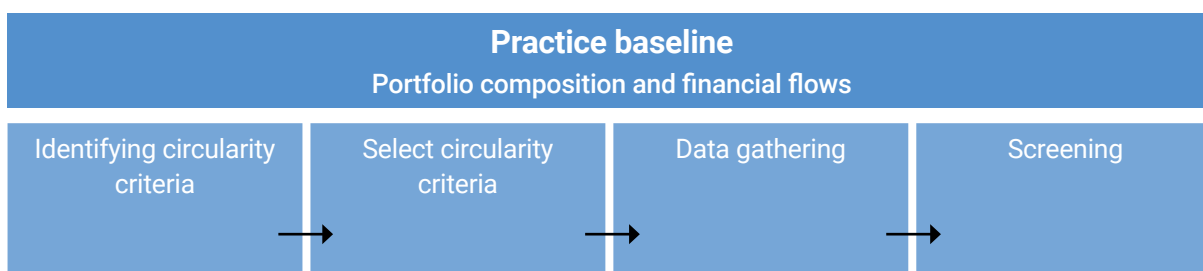 Practice baseline
Portfolio composition and financial flows
Identifying circularity
criteria
Select circularity
criteria
Data gathering
Screening